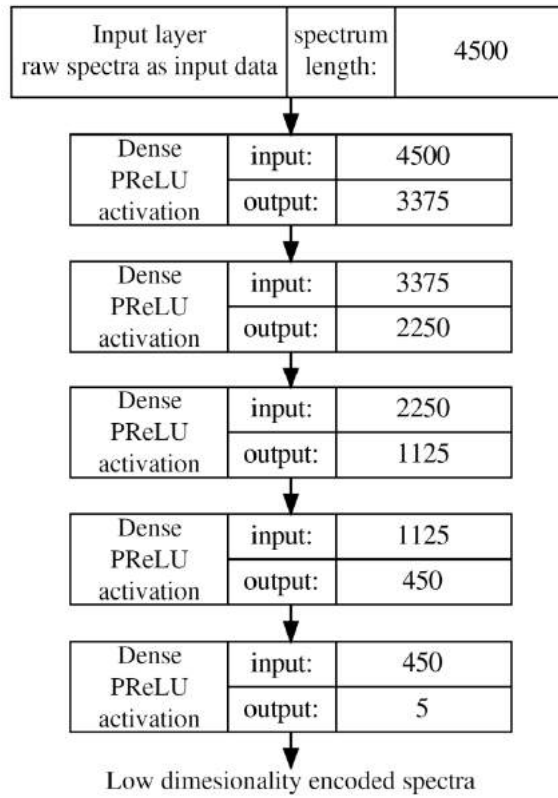 Input layer
raw spectra as input data
spectrum
length:
4500
Dense
PReLU
activation
input:
4500
output:
3375
Dense
PReLU
activation
input:
3375
output:
2250
Dense
PReLU
activation
input:
2250
output:
1125
Dense
PReLU
activation
input:
1125
output:
450
Dense
PReLU
activation
input:
450
output:
5
Low dimesionality encoded spectra